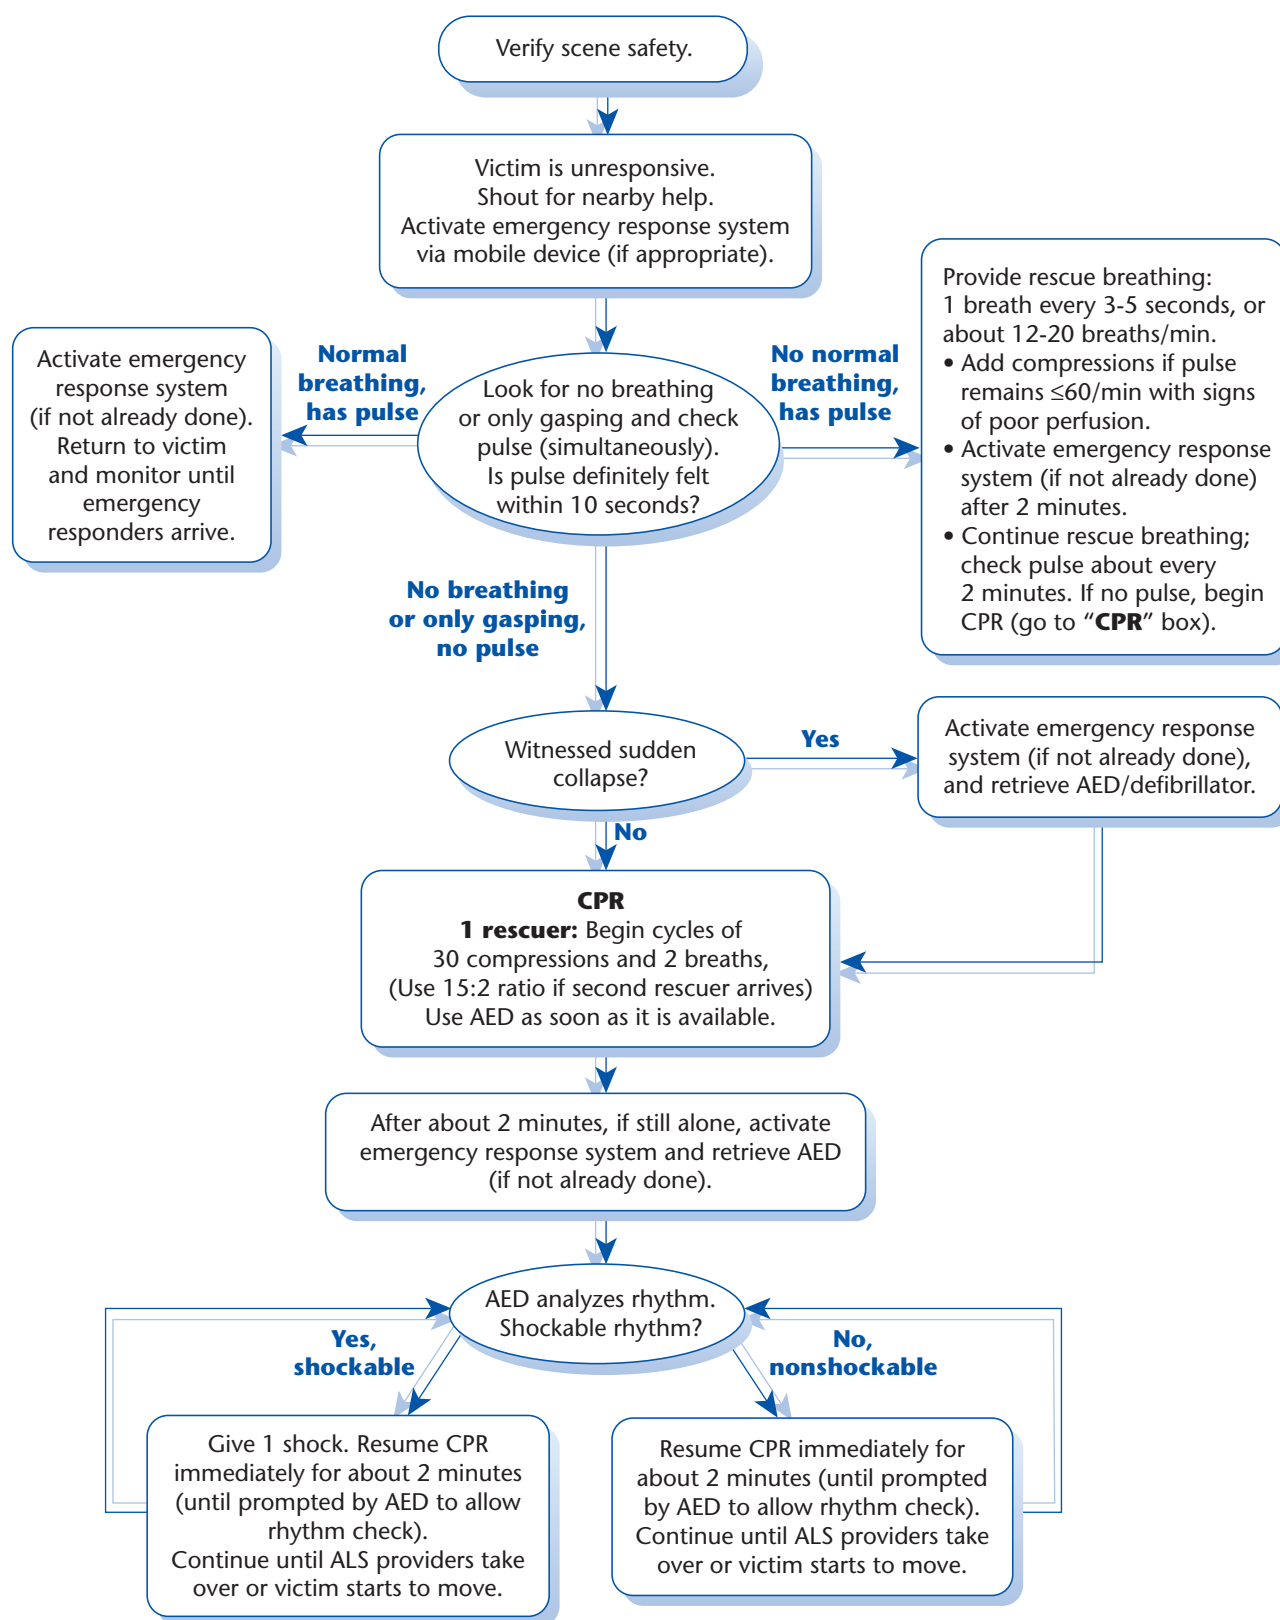 Verify scene safety.
Victim is unresponsive.
Shout for nearby help.
Activate emergency response system
via mobile device (if appropriate).
Normal
breathing,
has pulse
Activate emergency
response system
(if not already done).
Return to victim
and monitor until
emergency
responders arrive.
Look for no breathing
or only gasping and check
pulse (simultaneously).
Is pulse definitely felt
within 10 seconds?
No normal
breathing,
has pulse
Provide rescue breathing:
1 breath every 3-5 seconds, or
about 12-20 breaths/min.
• Add compressions if pulse
remains ≤60/min with signs
of poor perfusion.
• Activate emergency response
system (if not already done)
after 2 minutes.
• Continue rescue breathing;
check pulse about every
2 minutes. If no pulse, begin
CPR (go to “CPR” box).
No breathing
or only gasping,
no pulse
Witnessed sudden
collapse?
Yes
Activate emergency response
system (if not already done),
and retrieve AED/defibrillator.
No
CPR
1 rescuer: Begin cycles of
30 compressions and 2 breaths,
(Use 15:2 ratio if second rescuer arrives)
Use AED as soon as it is available.
After about 2 minutes, if still alone, activate
emergency response system and retrieve AED
(if not already done).
AED analyzes rhythm.
Shockable rhythm?
Yes,
shockable
No,
nonshockable
Give 1 shock. Resume CPR
immediately for about 2 minutes
(until prompted by AED to allow
rhythm check).
Continue until ALS providers take
over or victim starts to move.
Resume CPR immediately for
about 2 minutes (until prompted
by AED to allow rhythm check).
Continue until ALS providers take
over or victim starts to move.